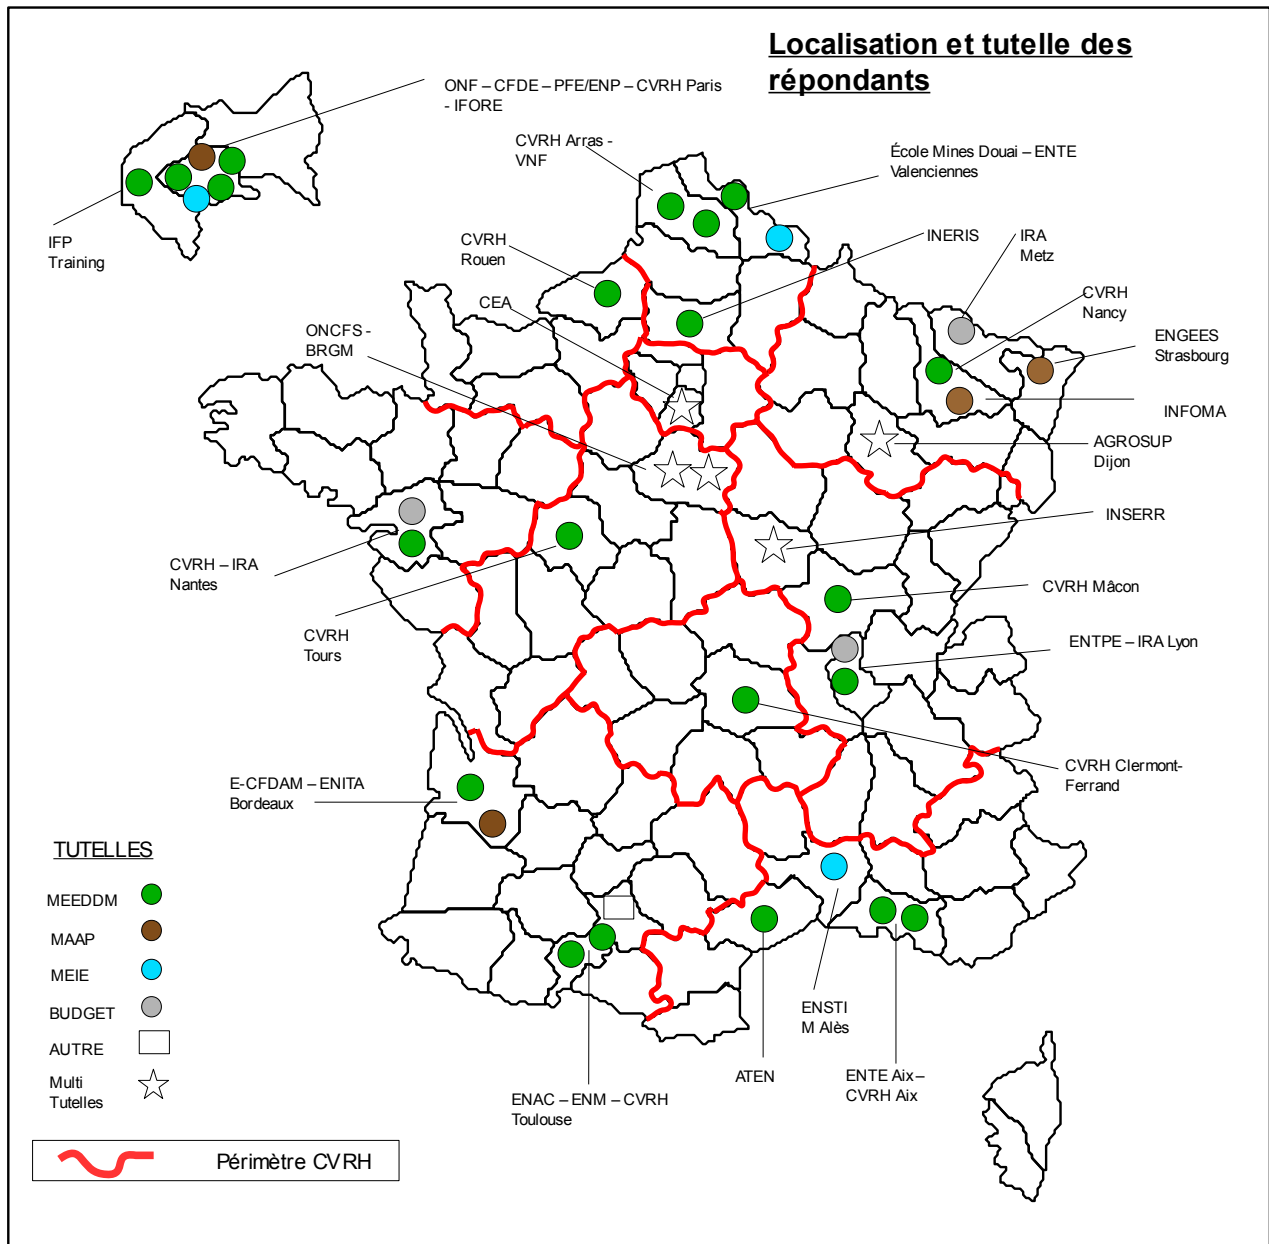 Localisation et tutelle des
répondants
ONF – CFDE – PFE/ENP – CVRH Paris
- IFORE
CVRH Arras -
VNF
École Mines Douai – ENTE
Valenciennes
IFP
Training
CVRH
Rouen
INERIS
IRA
Metz
CEA
CVRH
Nancy
ONCFS -
BRGM
ENGEES
Strasbourg
INFOMA
AGROSUP
Dijon
INSERR
CVRH – IRA
Nantes
CVRH Mâcon
CVRH
Tours
ENTPE – IRA Lyon
CVRH Clermont-
Ferrand
E-CFDAM – ENITA
Bordeaux
TUTELLES
MEEDDM
MAAP
MEIE
BUDGET
AUTRE
Multi
Tutelles
ENSTI
M Alès
ATEN
ENTE Aix–
CVRH Aix
ENAC – ENM – CVRH
Toulouse
Périmètre CVRH